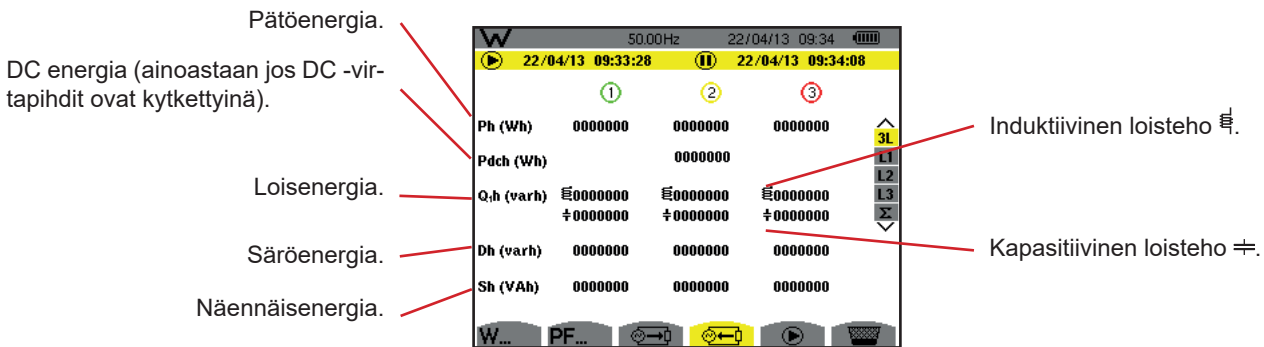 Pätöenergia.
DC energia (ainoastaan jos DC -vir-
tapihdit ovat kytkettyinä).
Loisenergia.
Säröenergia.
Näennäisenergia.
W 50.00Hz 22/04/13 09:34
22/04/13 09:33:28 22/04/13 09:34:08
1 2 3
Ph (Wh) 0000000 0000000 0000000
Pdch (Wh) 0000000
Q₁h (varh) 0000000 0000000 0000000
0000000 0000000 0000000
Dh (varh) 0000000 0000000 0000000
Sh (VAh) 0000000 0000000 0000000
3L
L1
L2
L3
Σ
W... PF...
Induktiivinen loisteho .
Kapasitiivinen loisteho .